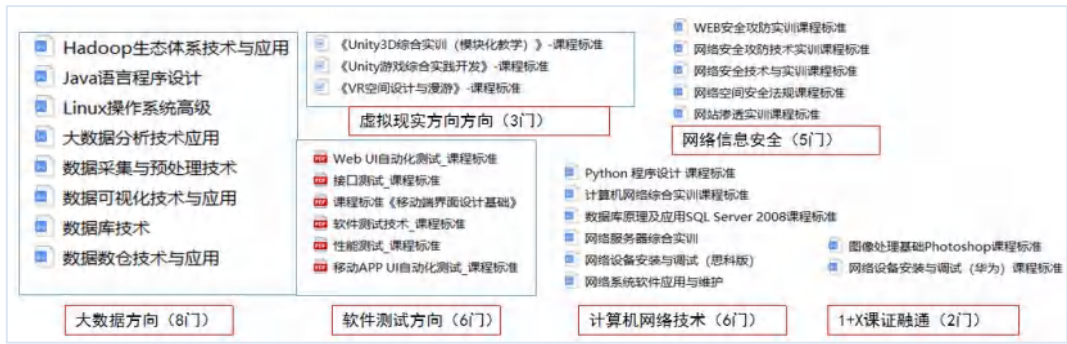 Hadoop生态体系技术与应用
Java语言程序设计
Linux操作系统高级
大数据分析技术应用
数据采集与预处理技术
数据可视化技术与应用
数据库技术
数据数仓技术与应用
大数据方向（8门）
《Unity3D综合实训（模块化教学）》-课程标准
《Unity游戏综合实践开发》-课程标准
《VR空间设计与漫游》-课程标准
虚拟现实方向方向（3门）
Web UI自动化测试_课程标准
接口测试_课程标准
课程标准《移动端界面设计基础》
软件测试技术_课程标准
性能测试_课程标准
移动APP UI自动化测试_课程标准
软件测试方向（6门）
WEB安全攻防实训课程标准
网络安全攻防技术实训课程标准
网络安全技术与实训课程标准
网络空间安全法规课程标准
网站渗透实训课程标准
网络信息安全（5门）
Python 程序设计 课程标准
计算机网络综合实训课程标准
数据库原理及应用SQL Server 2008课程标准
网络服务器综合实训
网络设备安装与调试（思科版）
网络系统软件应用与维护
计算机网络技术（6门）
图像处理基础Photoshop课程标准
网络设备安装与调试（华为）课程标准
1+X课证融通（2门）